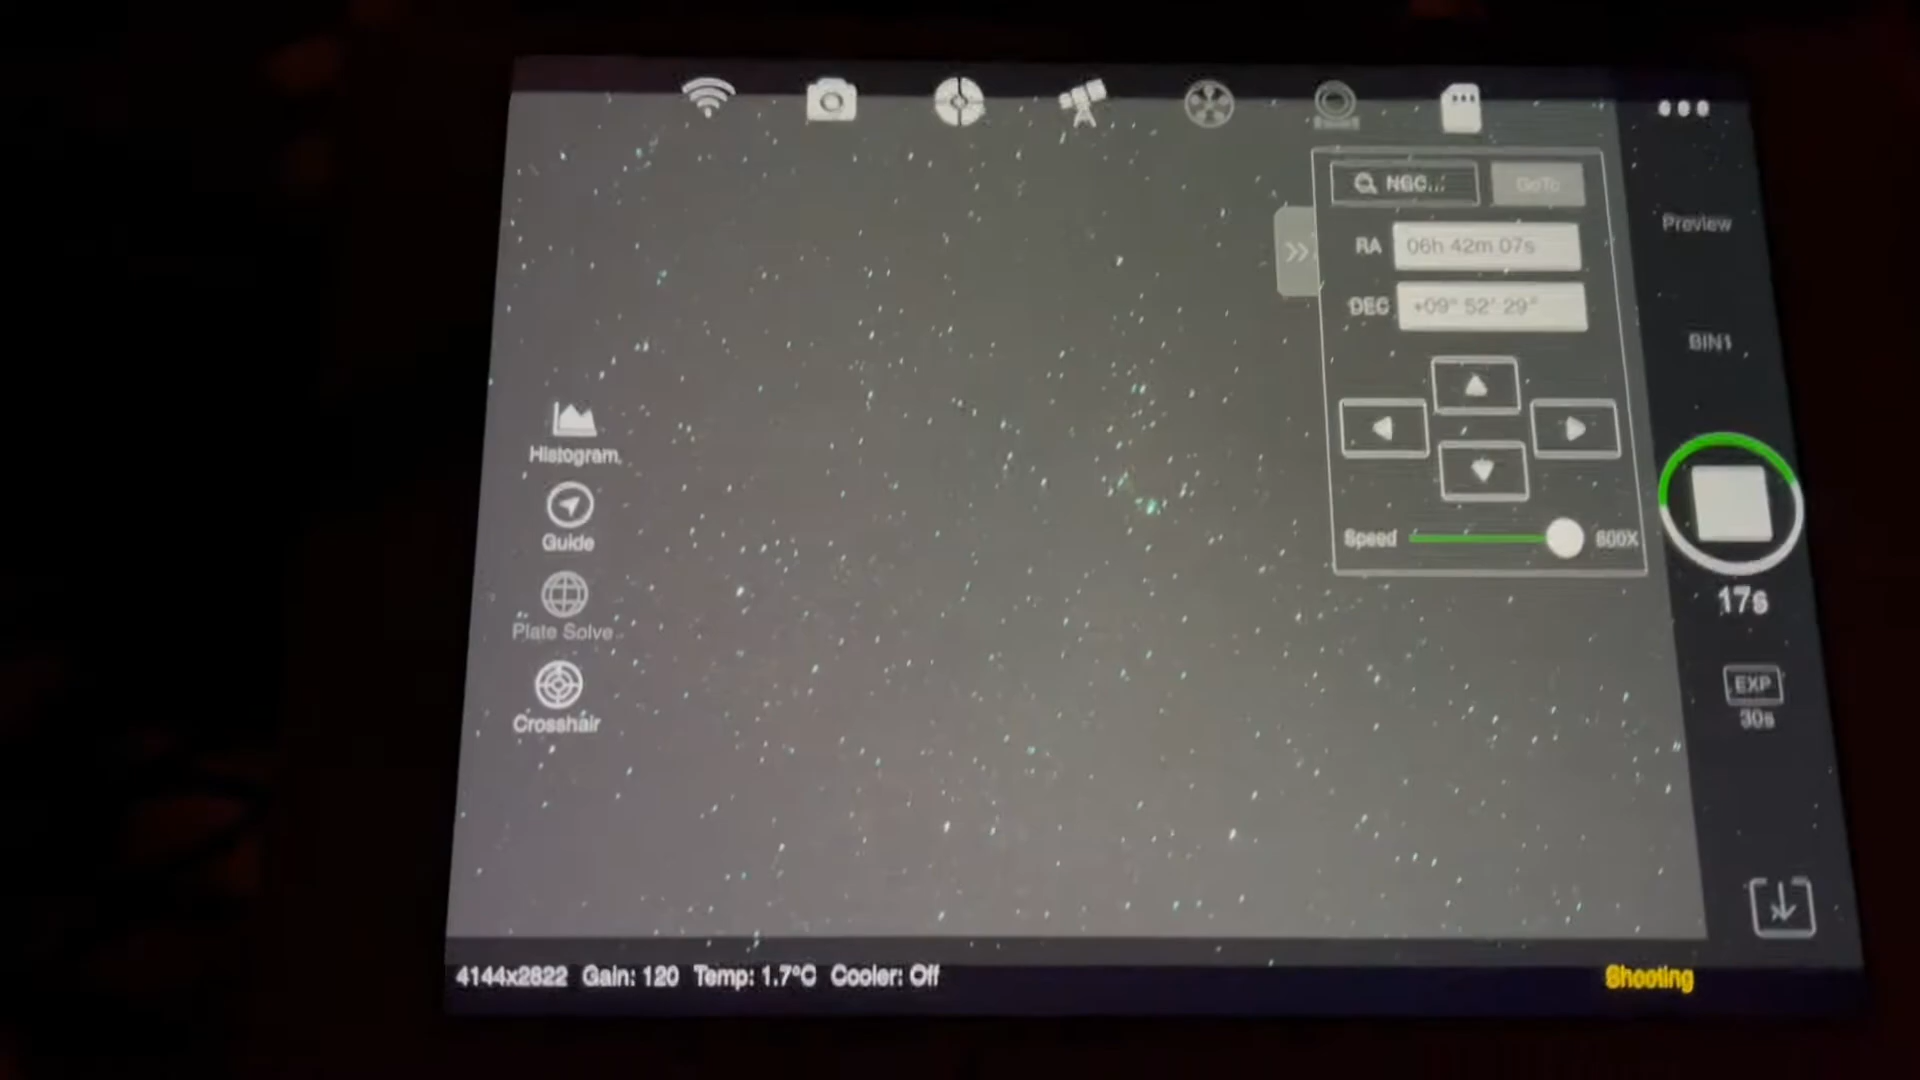 NGC...
GoTo
RA 06h 42m 07s
DEC +09° 52' 29"
Speed 600X
Preview
BIN1
17s
EXP
30s
Histogram
Guide
Plate Solve
Crosshair
4144x2822 Gain: 120 Temp: 1.7°C Cooler: Off
Shooting